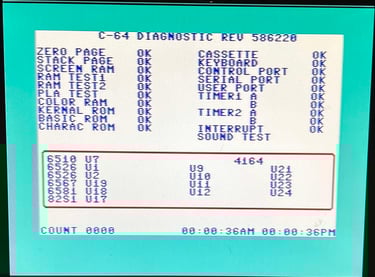 C-64 DIAGNOSTIC REV 586220
ZERO PAGE OK CASSETTE OK
STACK PAGE OK KEYBOARD OK
SCREEN RAM OK CONTROL PORT OK
RAM TEST1 OK SERIAL PORT OK
RAM TEST2 OK USER PORT OK
PLA TEST OK TIMER1 A OK
COLOR RAM OK B OK
KERNAL ROM OK TIMER2 A OK
BASIC ROM OK B OK
CHARAC ROM OK INTERRUPT OK
SOUND TEST
6510 U7 4164
6526 U1 U9 U21
6526 U2 U10 U22
6567 U19 U11 U23
6581 U18 U12 U24
82S1 U17
COUNT 0000 00:00:36AM 00:00:36PM